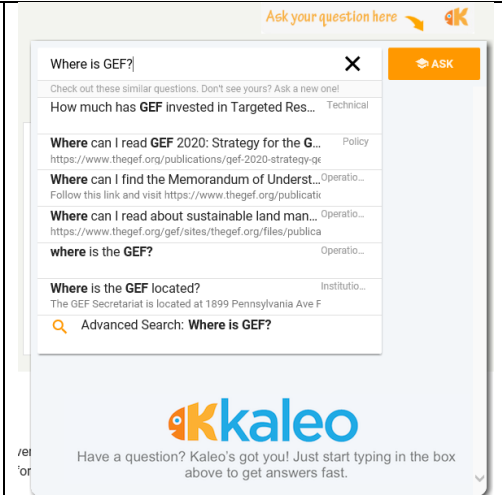 Ask your question here
Where is GEF?
ASK
Check out these similar questions. Don't see yours? Ask a new one!
How much has GEF invested in Targeted Res... Technical
Where can I read GEF 2020: Strategy for the G... Policy
https://www.thegef.org/publications/gef-2020-strategy-ge
Where can I find the Memorandum of Underst... Operatio...
Follow this link and visit https://www.thegef.org/publicatic
Where can I read about sustainable land man... Operatio...
https://www.thegef.org/gef/sites/thegef.org/files/publica
where is the GEF? Operatio...
Where is the GEF located? Institutio...
The GEF Secretariat is located at 1899 Pennsylvania Ave F
Advanced Search: Where is GEF?
kaleo
Have a question? Kaleo's got you! Just start typing in the box
above to get answers fast.